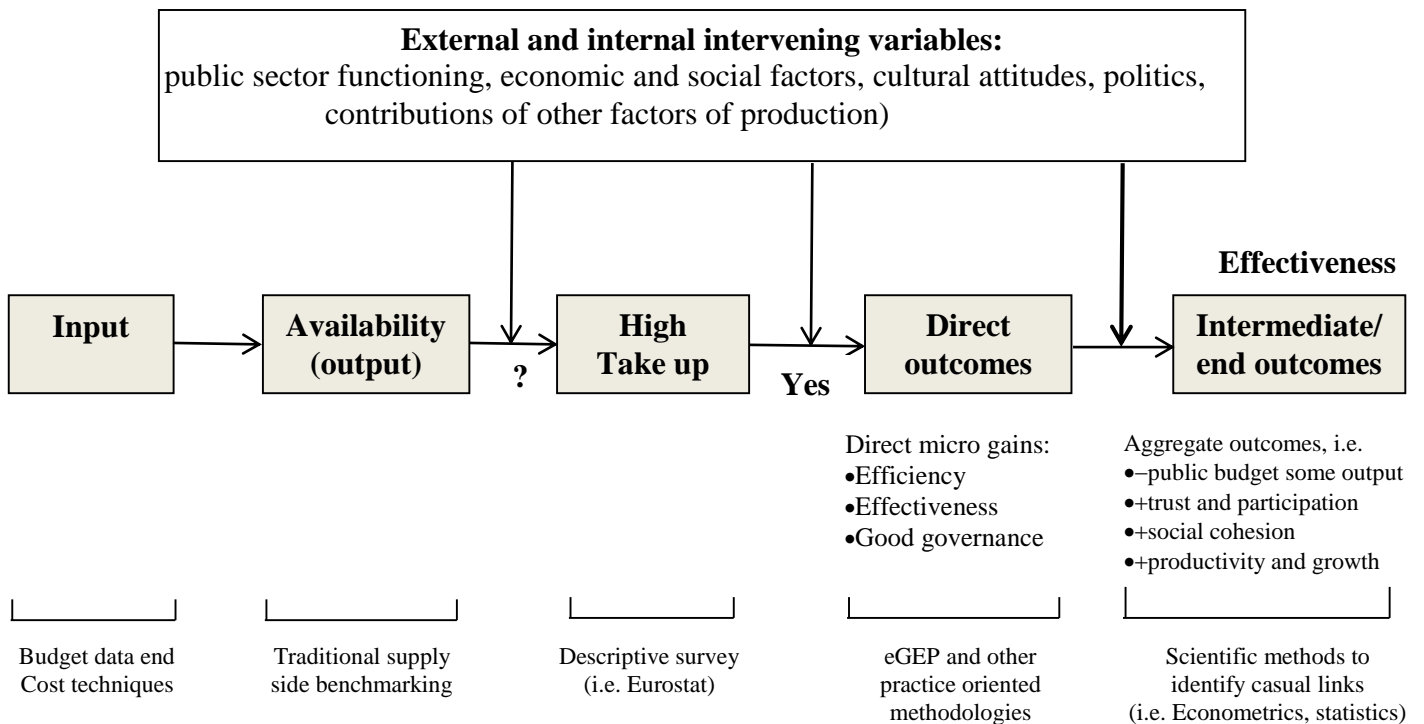 External and internal intervening variables:
public sector functioning, economic and social factors, cultural attitudes, politics,
contributions of other factors of production)
Effectiveness
Input
Availability
(output)
?
High
Take up
Yes
Direct
outcomes
Intermediate/
end outcomes
Direct micro gains:
•Efficiency
•Effectiveness
•Good governance
Aggregate outcomes, i.e.
•−public budget some output
•+trust and participation
•+social cohesion
•+productivity and growth
Budget data end
Cost techniques
Traditional supply
side benchmarking
Descriptive survey
(i.e. Eurostat)
eGEP and other
practice oriented
methodologies
Scientific methods to
identify casual links
(i.e. Econometrics, statistics)